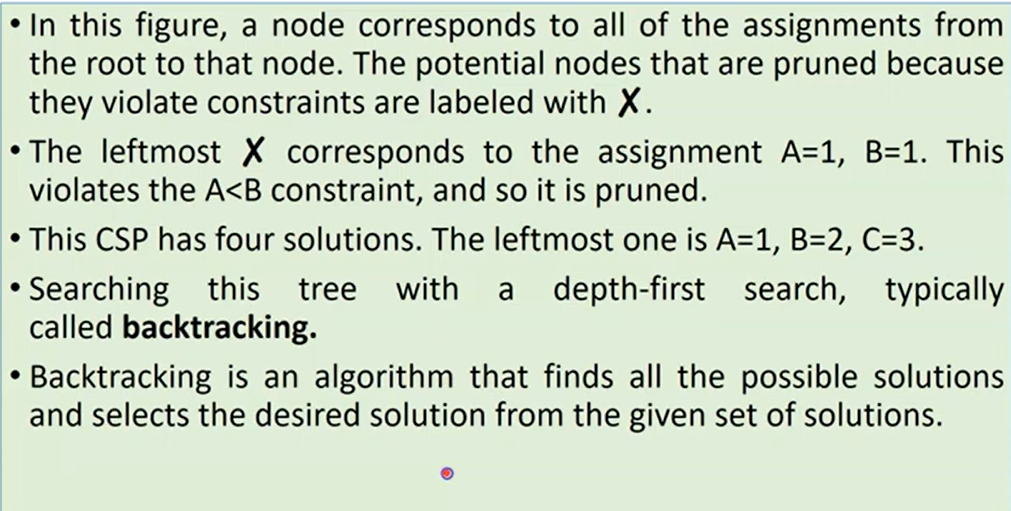 • In this figure, a node corresponds to all of the assignments from
the root to that node. The potential nodes that are pruned because
they violate constraints are labeled with ✗.
• The leftmost ✗ corresponds to the assignment A=1, B=1. This
violates the A<B constraint, and so it is pruned.
• This CSP has four solutions. The leftmost one is A=1, B=2, C=3.
• Searching this tree with a depth-first search, typically
called backtracking.
• Backtracking is an algorithm that finds all the possible solutions
and selects the desired solution from the given set of solutions.